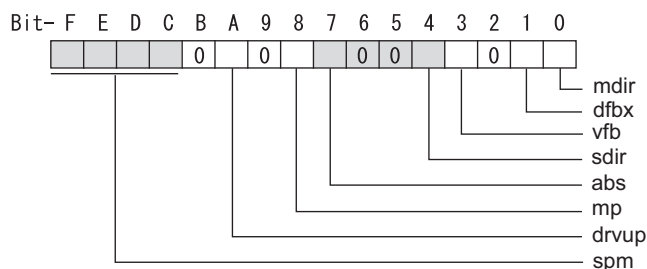 Bit- F E D C B A 9 8 7 6 5 4 3 2 1 0
0 0 0 0 0
mdir
dfbx
vfb
sdir
abs
mp
drvup
spm